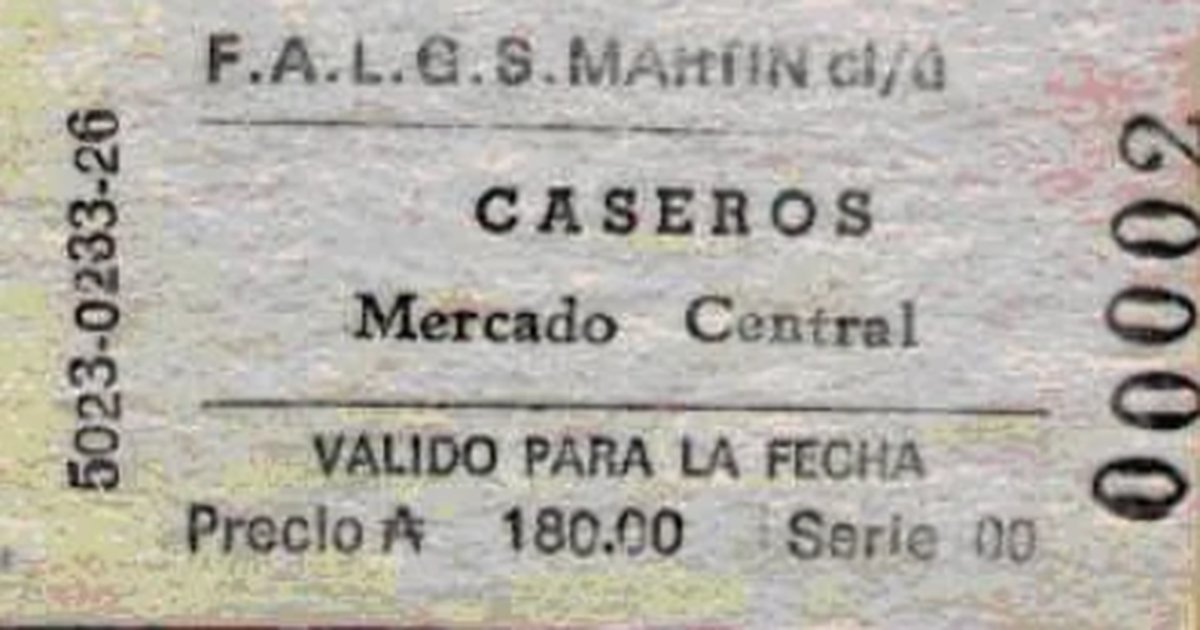 F.A.L.G.S.MARTIN cl/a
CASEROS
Mercado Central
VALIDO PARA LA FECHA
Precio ₳ 180.00 Serie 00
5023-0233-26
00002